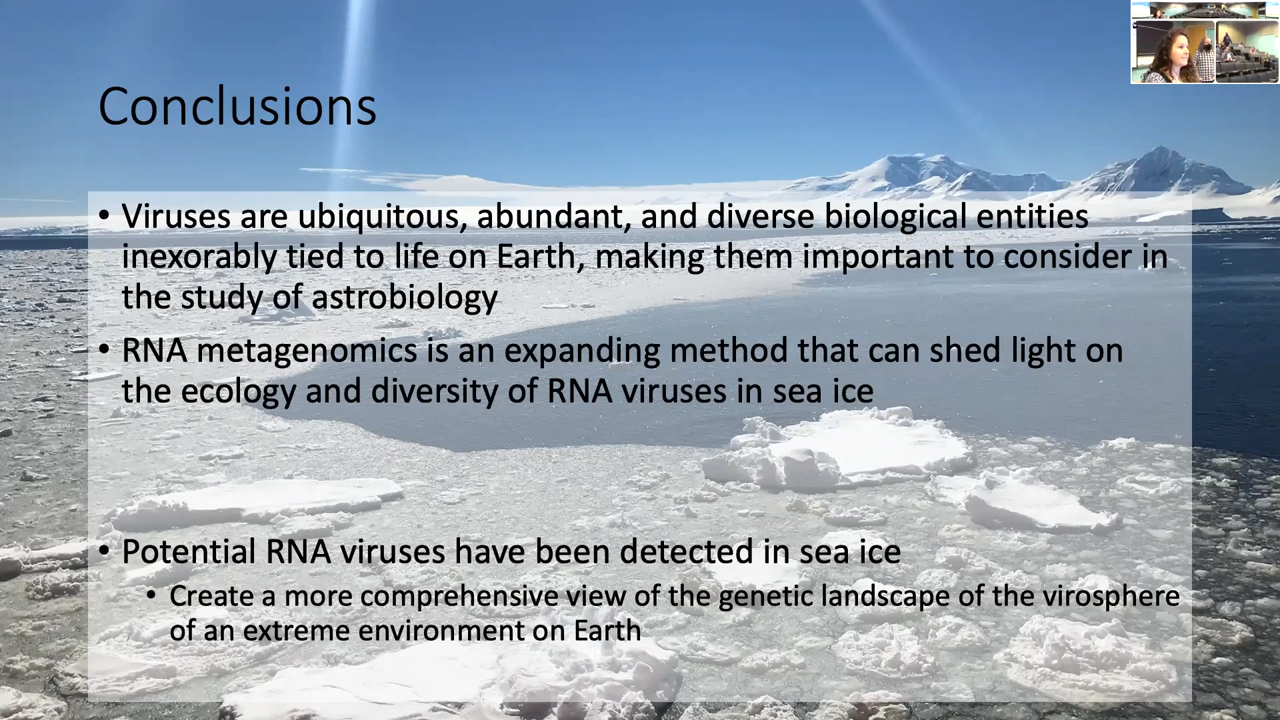 Conclusions
• Viruses are ubiquitous, abundant, and diverse biological entities
inexorably tied to life on Earth, making them important to consider in
the study of astrobiology
• RNA metagenomics is an expanding method that can shed light on
the ecology and diversity of RNA viruses in sea ice
• Potential RNA viruses have been detected in sea ice
• Create a more comprehensive view of the genetic landscape of the virosphere
of an extreme environment on Earth